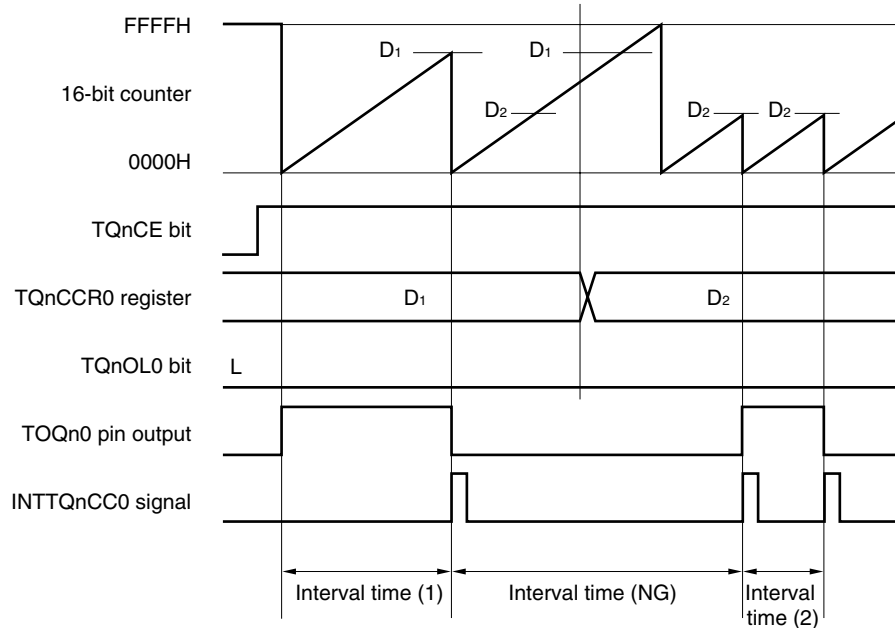 FFFFH
16-bit counter
0000H
D1
D2
D1
D2
D2
TQnCE bit
TQnCCR0 register
D1
D2
TQnOL0 bit
L
TOQn0 pin output
INTTQnCC0 signal
Interval time (1)
Interval time (NG)
Interval
time (2)